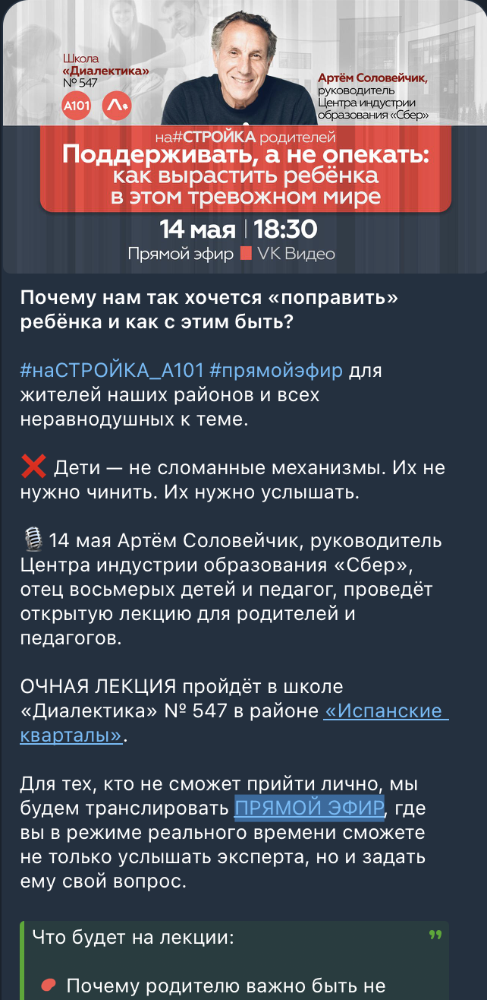 Школа
«Диалектика»
№ 547
А101
Артём Соловейчик,
руководитель
Центра индустрии
образования «Сбер»
на#СТРОЙКА родителей
Поддерживать, а не опекать:
как вырастить ребёнка
в этом тревожном мире
14 мая | 18:30
Прямой эфир VK Видео
Почему нам так хочется «поправить»
ребёнка и как с этим быть?
#наСТРОЙКА_А101 #прямойэфир для
жителей наших районов и всех
неравнодушных к теме.
❌ Дети — не сломанные механизмы. Их не
нужно чинить. Их нужно услышать.
🎙 14 мая Артём Соловейчик, руководитель
Центра индустрии образования «Сбер»,
отец восьмерых детей и педагог, проведёт
открытую лекцию для родителей и
педагогов.
ОЧНАЯ ЛЕКЦИЯ пройдёт в школе
«Диалектика» № 547 в районе «Испанские
кварталы».
Для тех, кто не сможет прийти лично, мы
будем транслировать ПРЯМОЙ ЭФИР, где
вы в режиме реального времени сможете
не только услышать эксперта, но и задать
ему свой вопрос.
Что будет на лекции:
Почему родителю важно быть не